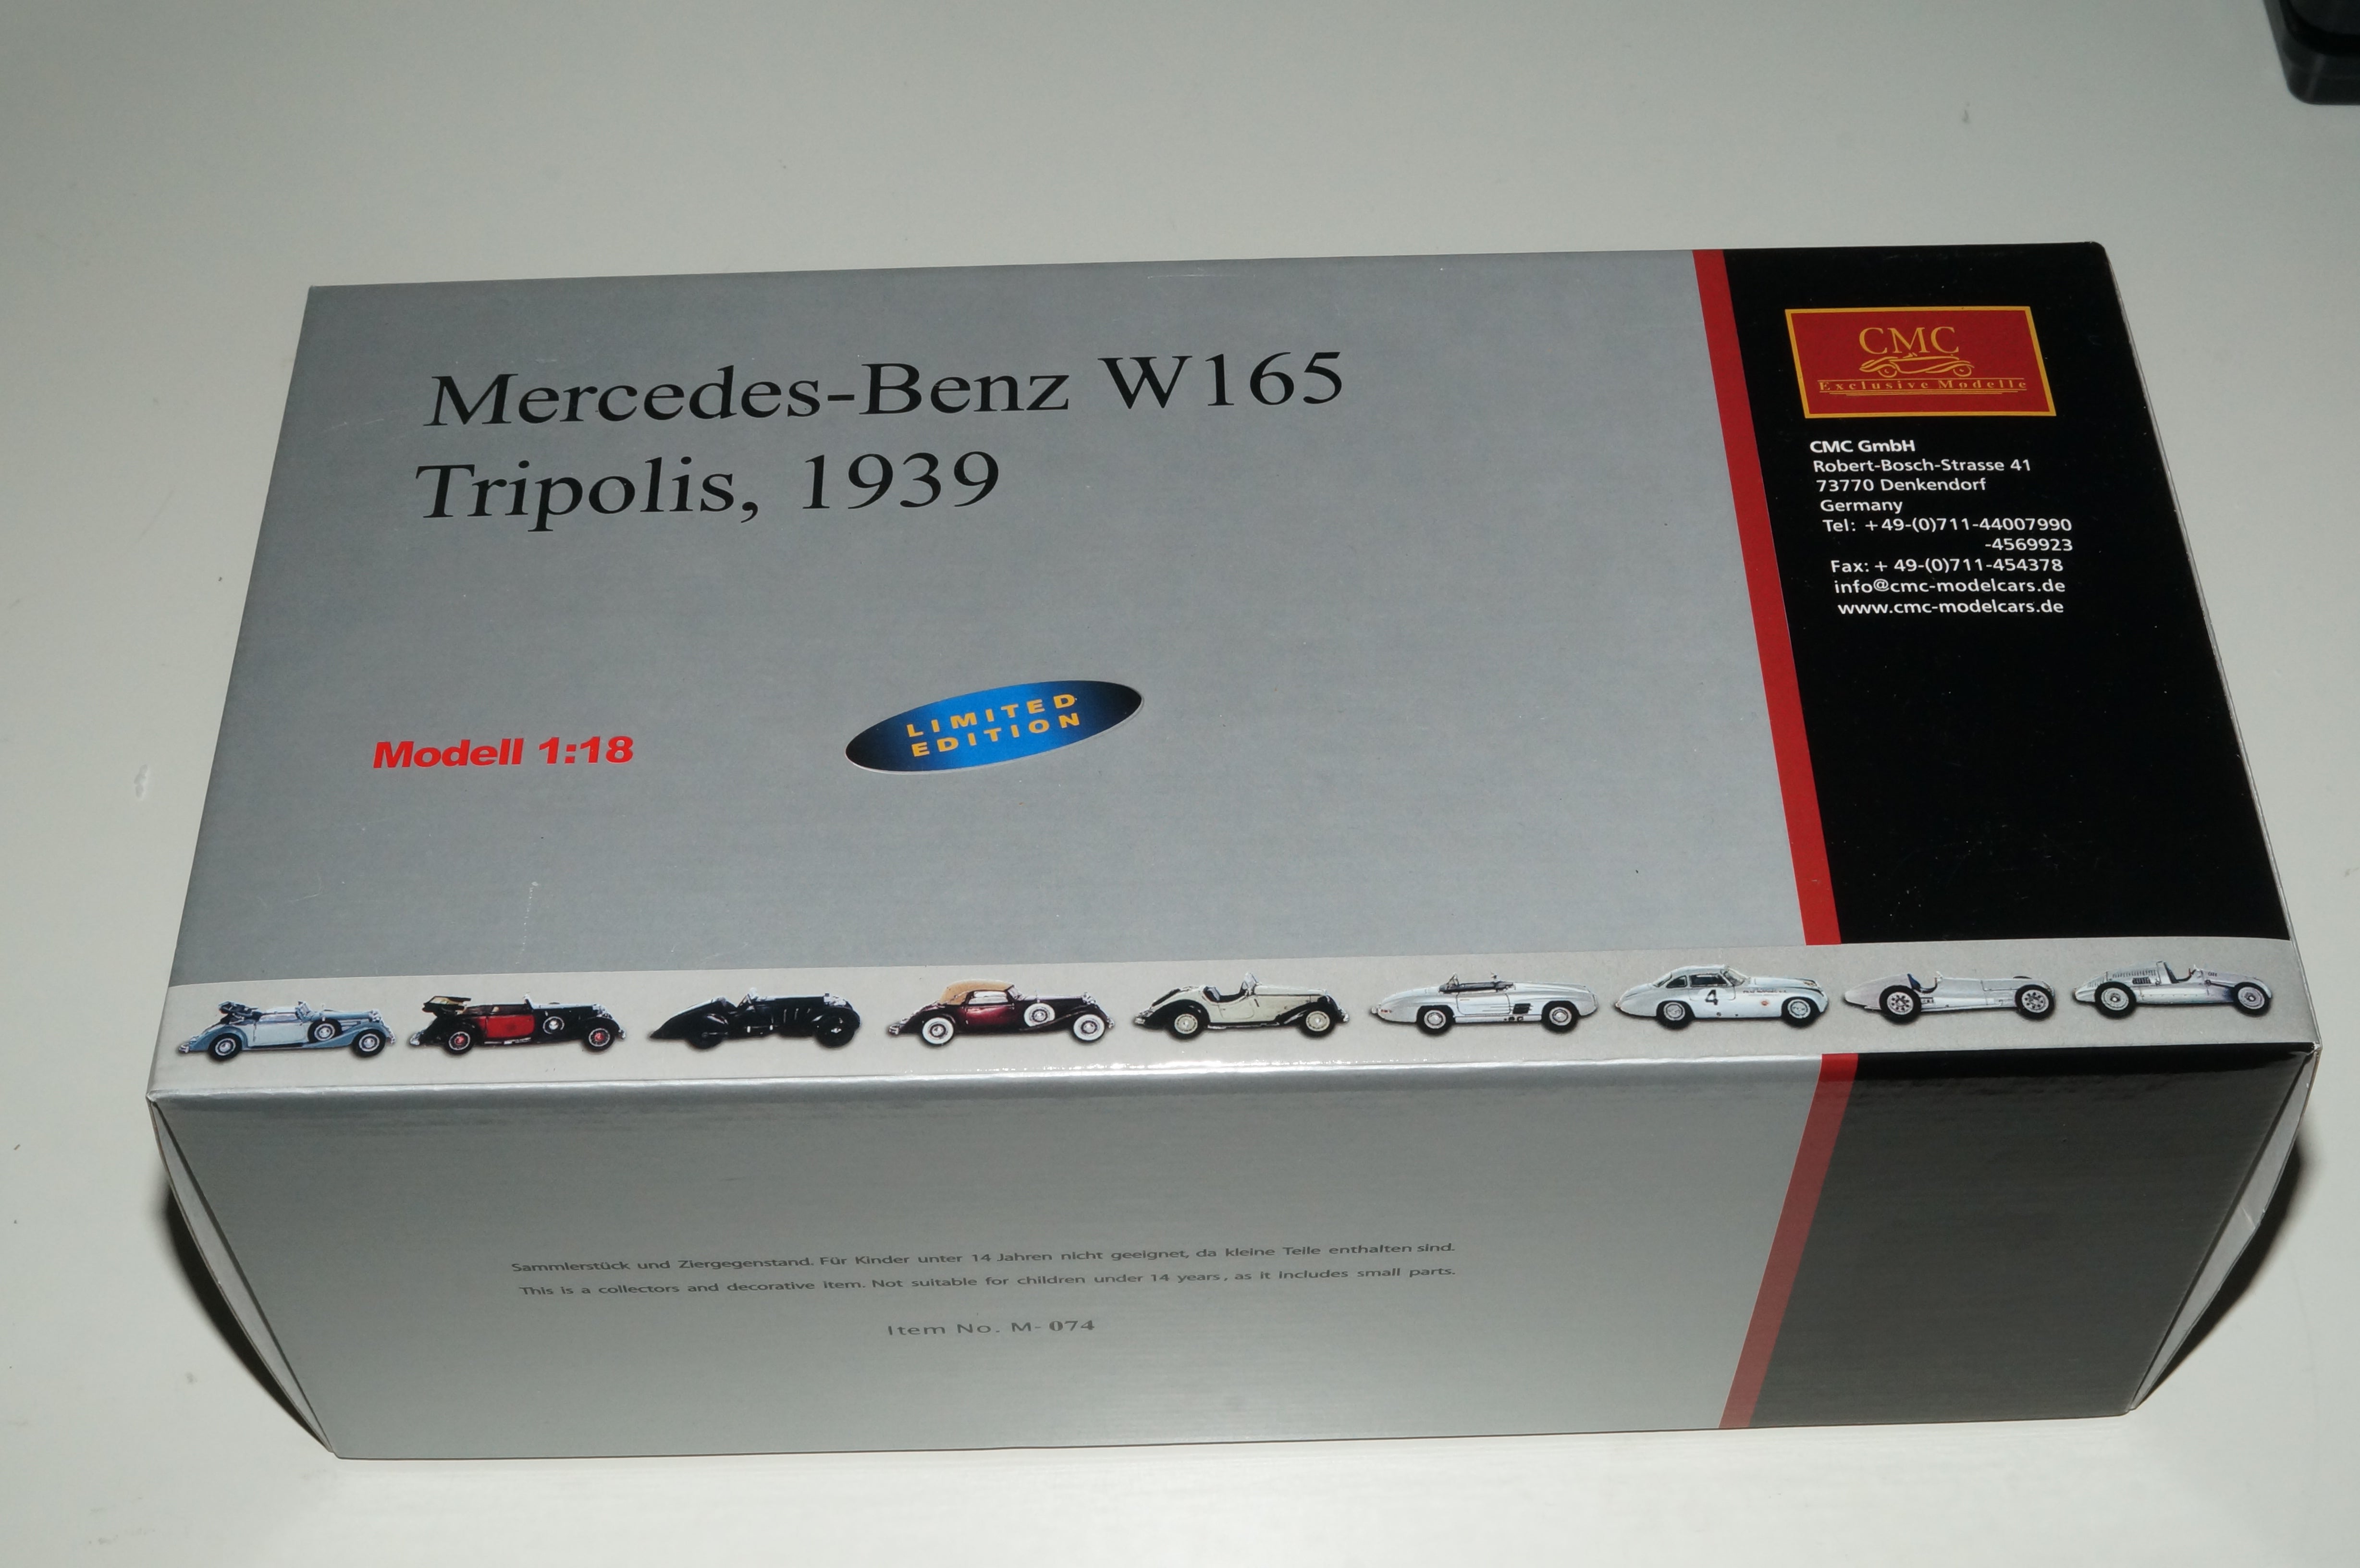 Mercedes-Benz W165
Tripolis, 1939
Modell 1:18
LIMITED
EDITION
CMC
Exclusive Modelle
CMC GmbH
Robert-Bosch-Strasse 41
73770 Denkendorf
Germany
Tel: +49-(0)711-44007990
-4569923
Fax: + 49-(0)711-454378
info@cmc-modelcars.de
www.cmc-modelcars.de
4
Sammlerstück und Ziergegenstand. Für Kinder unter 14 Jahren nicht geeignet, da kleine Teile enthalten sind.
This is a collectors and decorative item. Not suitable for children under 14 years, as it includes small parts.
Item No. M- 074